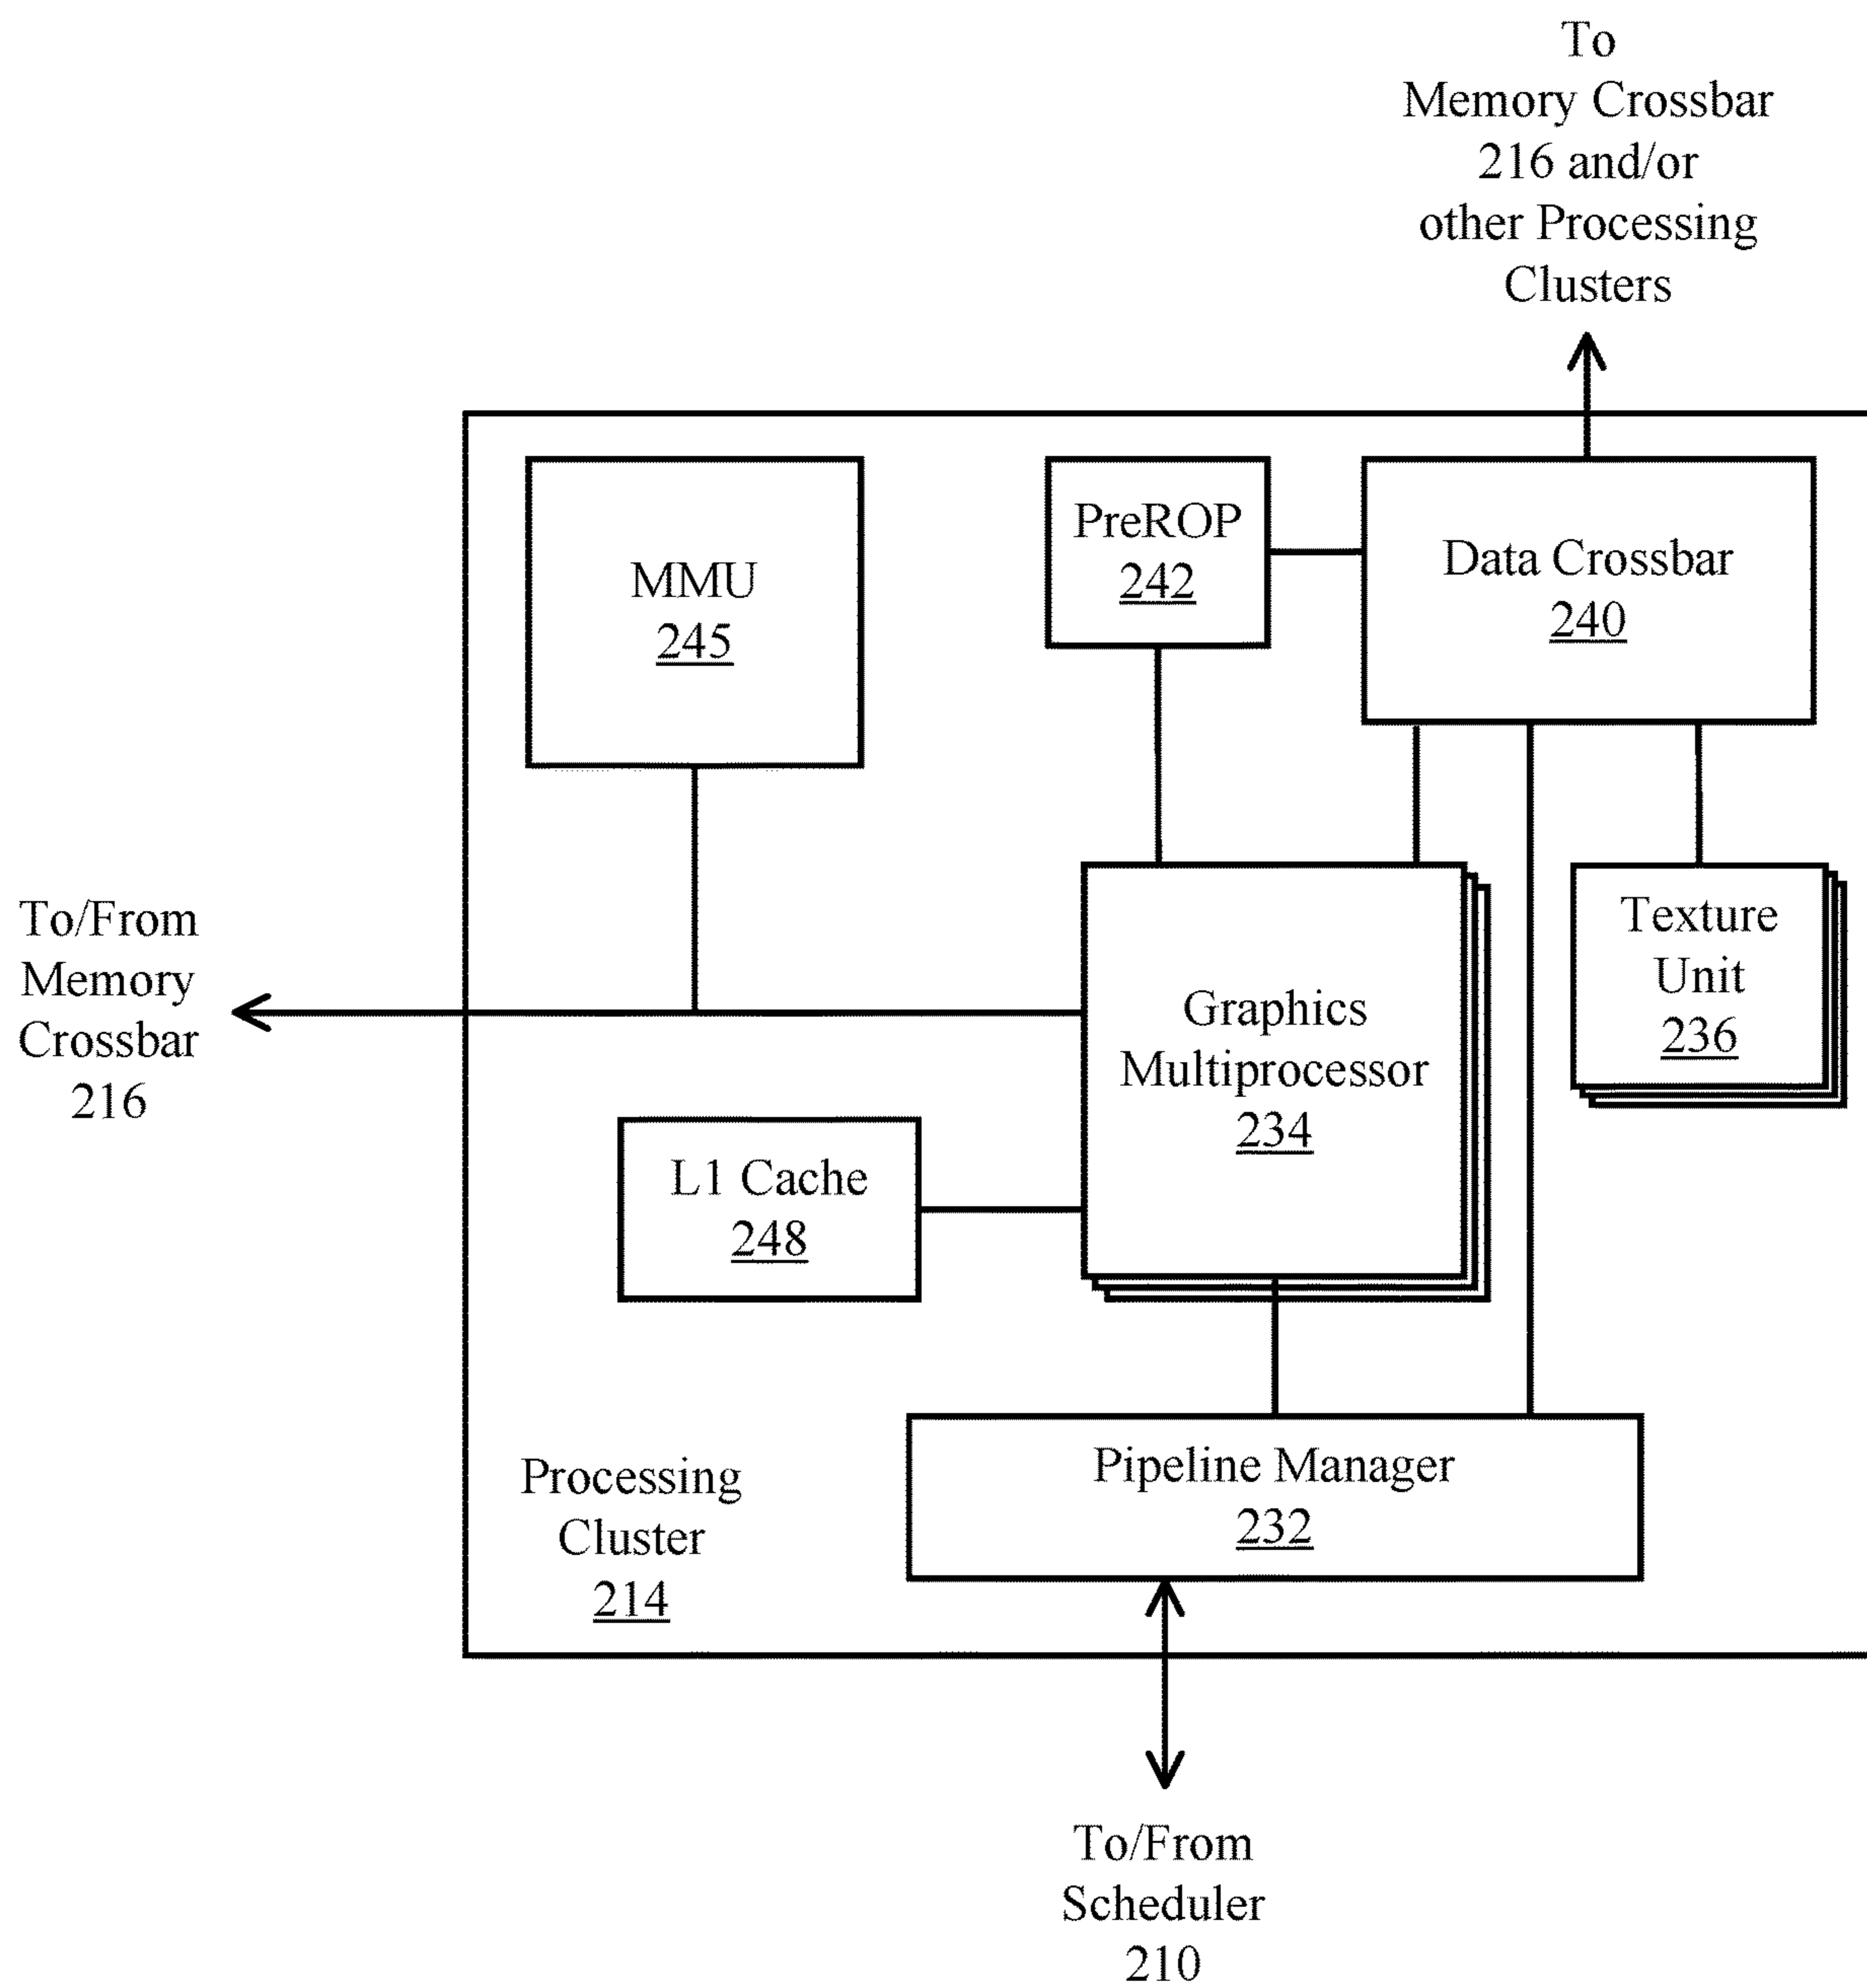 To
Memory Crossbar
216 and/or
other Processing
Clusters
MMU
245
PreROP
242
Data Crossbar
240
To/From
Memory
Crossbar
216
Graphics
Multiprocessor
234
Texture
Unit
236
L1 Cache
248
Pipeline Manager
232
Processing
Cluster
214
To/From
Scheduler
210